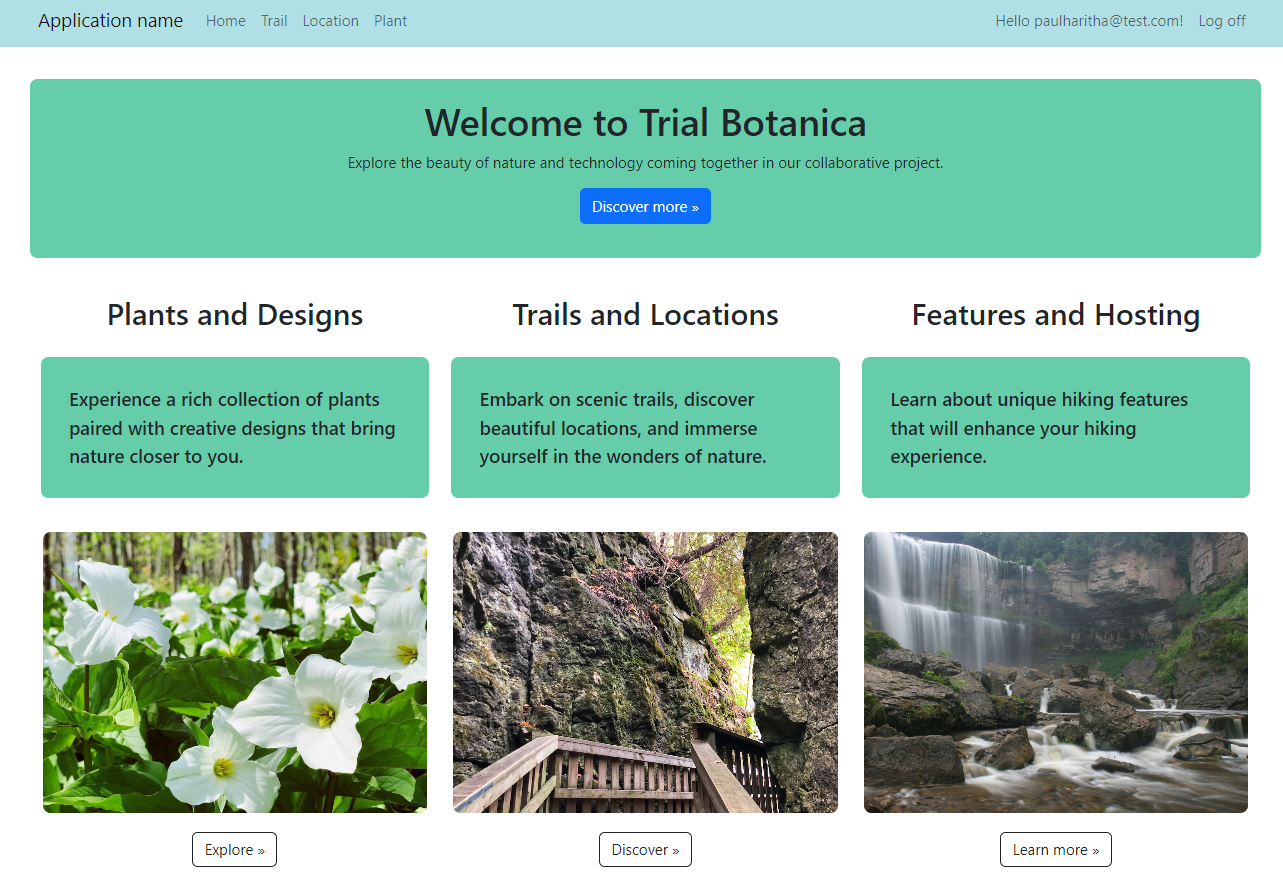 Application name Home Trail Location Plant Hello paulharitha@test.com! Log off
Welcome to Trial Botanica
Explore the beauty of nature and technology coming together in our collaborative project.
Discover more »
Plants and Designs
Experience a rich collection of plants
paired with creative designs that bring
nature closer to you.
Explore »
Trails and Locations
Embark on scenic trails, discover
beautiful locations, and immerse
yourself in the wonders of nature.
Discover »
Features and Hosting
Learn about unique hiking features
that will enhance your hiking
experience.
Learn more »